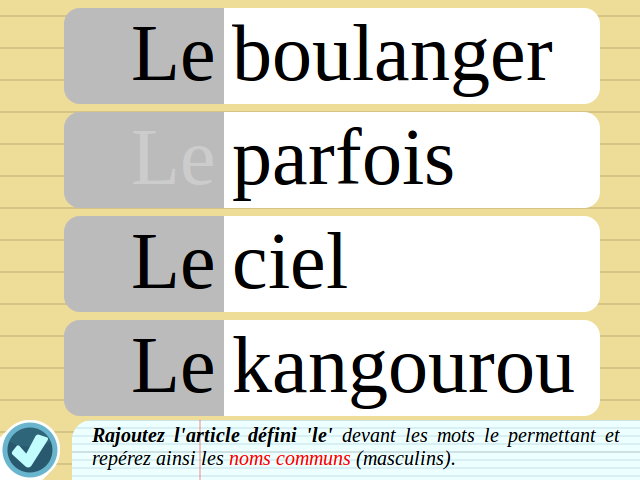 Le boulanger
Le parfois
Le ciel
Le kangourou
Rajoutez l'article défini 'le' devant les mots le permettant et
repérez ainsi les noms communs (masculins).